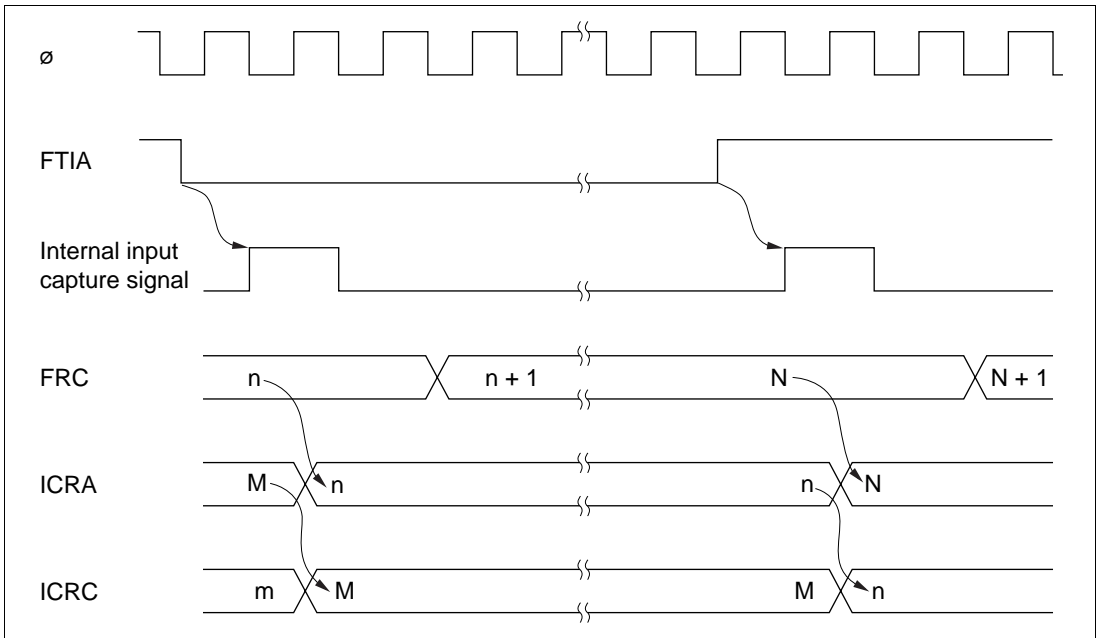 ø
FTIA
Internal input
capture signal
FRC n n + 1 N N + 1
ICRA M n n N
ICRC m M M n